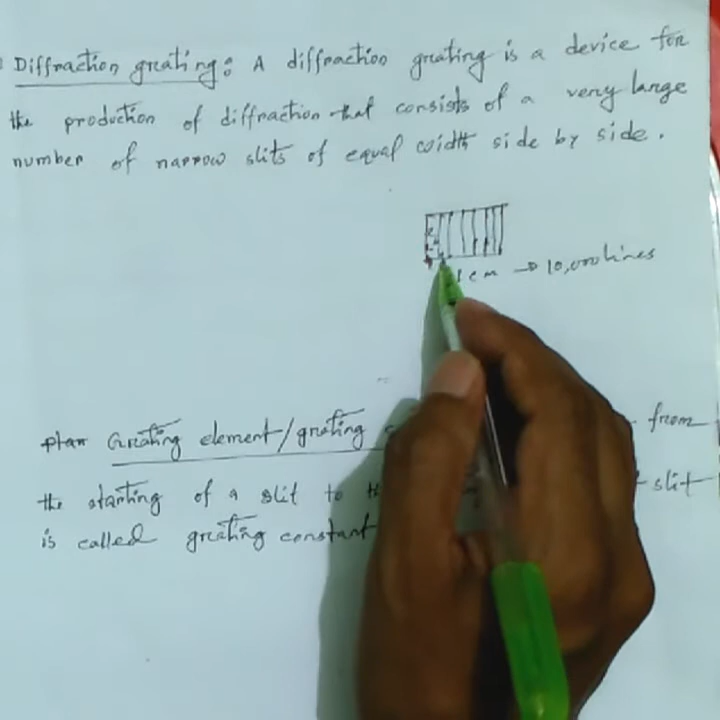 Diffraction grating: A diffraction grating is a device for
the production of diffraction that consists of a very large
number of narrow slits of equal width side by side.
1 cm → 10,000 lines
Grating element/grating from
the starting of a slit to slit
is called grating constant